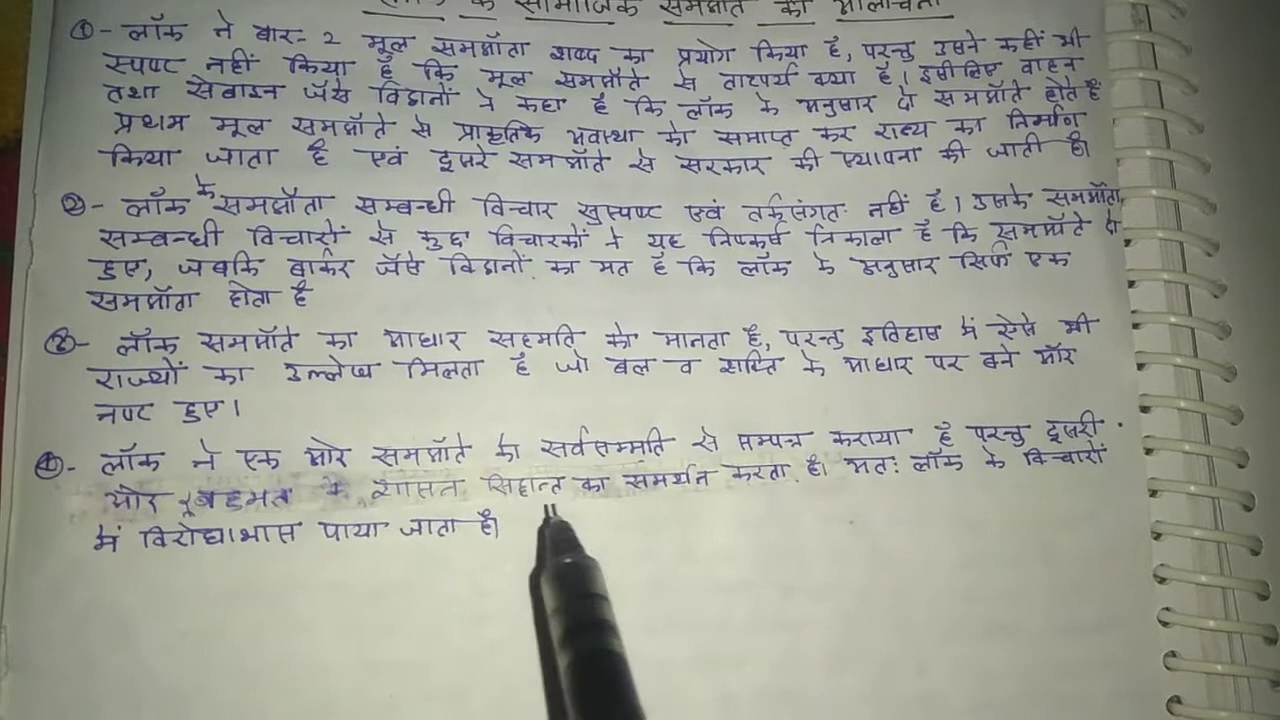 लॉक के सामाजिक समझौते की आलोचना
① - लॉक ने बार-2 मूल समझौता शब्द का प्रयोग किया है, परन्तु उसने कहीं भी
स्पष्ट नहीं किया है कि मूल समझौते से तात्पर्य क्या है। इसीलिए वाहन
तथा सेबाइन जैसे विद्वानों ने कहा है कि लॉक के अनुसार दो समझौते होते है
प्रथम मूल समझौते से प्राकृतिक अवस्था को समाप्त कर राज्य का निर्माण
किया जाता है एवं दूसरे समझौते से सरकार की स्थापना की जाती है।
② - लॉक के समझौता सम्बन्धी विचार सुस्पष्ट एवं तर्कसंगत नहीं है। उसके समझौता
सम्बन्धी विचारों से कुछ विचारकों ने यह निष्कर्ष निकाला है कि समझौते दो
हुए, जबकि बार्कर जैसे विद्वानों का मत है कि लॉक के अनुसार सिर्फ एक
समझौता होता है
③ - लॉक समझौते का आधार सहमति को मानता है, परन्तु इतिहास में ऐसे भी
राज्यों का उल्लेख मिलता है जो बल व शक्ति के आधार पर बने और
नष्ट हुए।
④ - लॉक ने एक ओर समझौते को सर्वसम्मति से सम्पन्न कराया है परन्तु दूसरी
ओर बहुमत के शासन सिद्धान्त का समर्थन करता है। अतः लॉक के विचारों
में विरोधाभास पाया जाता है।